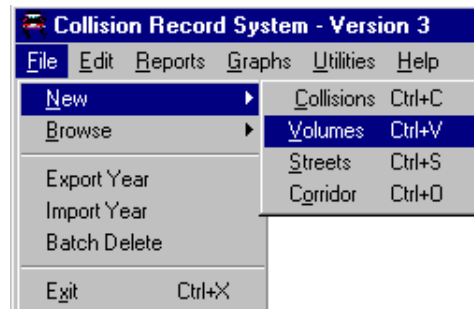 Collision Record System - Version 3
File Edit Reports Graphs Utilities Help
New
Browse
Export Year
Import Year
Batch Delete
Exit Ctrl+X
Collisions Ctrl+C
Volumes Ctrl+V
Streets Ctrl+S
Corridor Ctrl+O